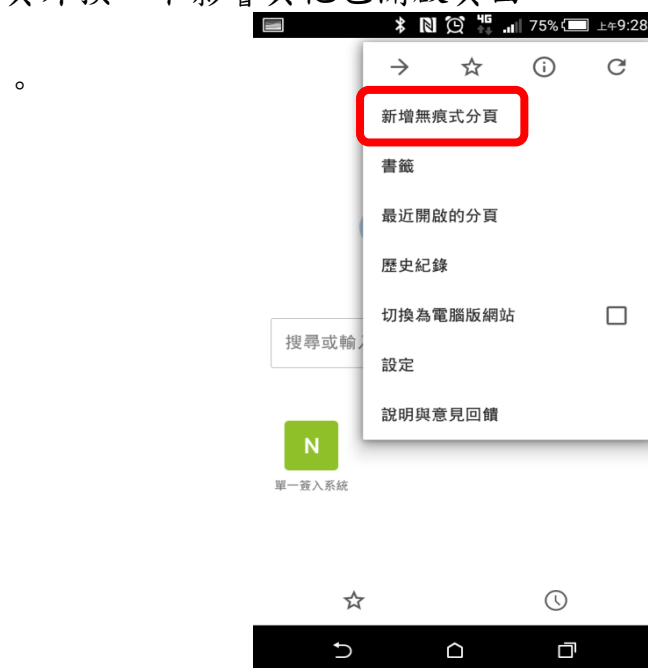 4G 75% 上午9:28
。
新增無痕式分頁
書籤
最近開啟的分頁
歷史紀錄
切換為電腦版網站
搜尋或輸
設定
說明與意見回饋
N
單一簽入系統